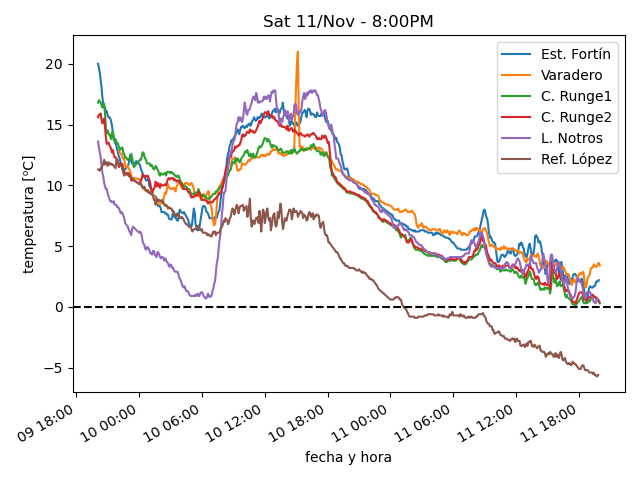 Sat 11/Nov - 8:00PM
temperatura [ºC]
20
15
10
5
0
−5
Est. Fortín
Varadero
C. Runge1
C. Runge2
L. Notros
Ref. López
09 18:00
10 00:00
10 06:00
10 12:00
10 18:00
11 00:00
11 06:00
11 12:00
11 18:00
fecha y hora